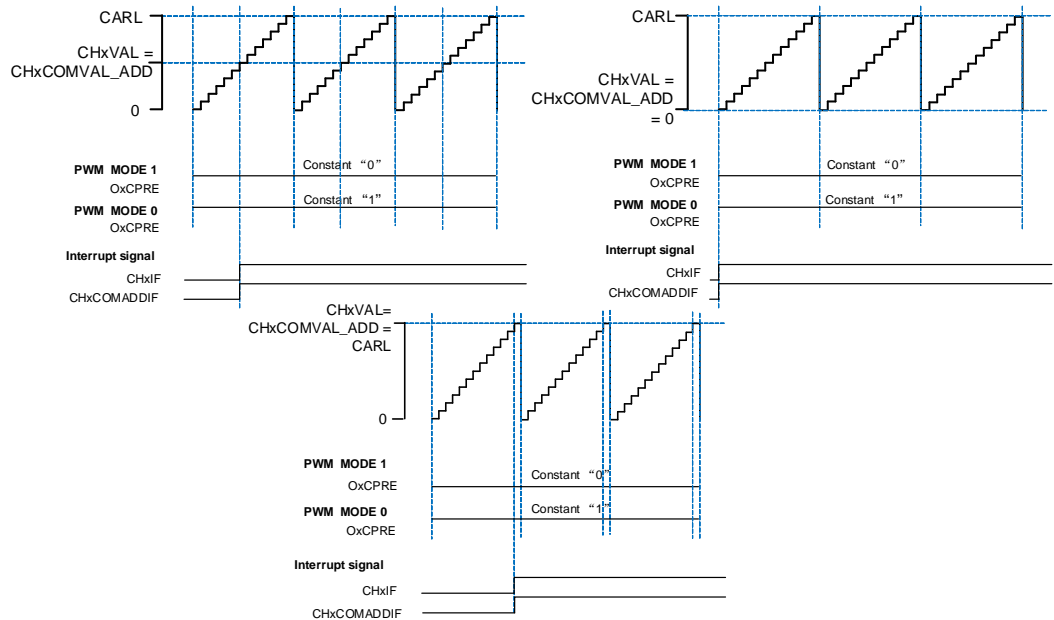 CARL
CHxVAL =
CHxCOMVAL_ADD
0
PWM MODE 1
OxCPRE
Constant “0”
PWM MODE 0
OxCPRE
Constant “1”
Interrupt signal
CHxIF
CHxCOMADDIF
CARL
CHxVAL =
CHxCOMVAL_ADD
= 0
PWM MODE 1
OxCPRE
Constant “0”
PWM MODE 0
OxCPRE
Constant “1”
Interrupt signal
CHxIF
CHxCOMADDIF
CHxVAL=
CHxCOMVAL_ADD =
CARL
0
PWM MODE 1
OxCPRE
Constant “0”
PWM MODE 0
OxCPRE
Constant “1”
Interrupt signal
CHxIF
CHxCOMADDIF